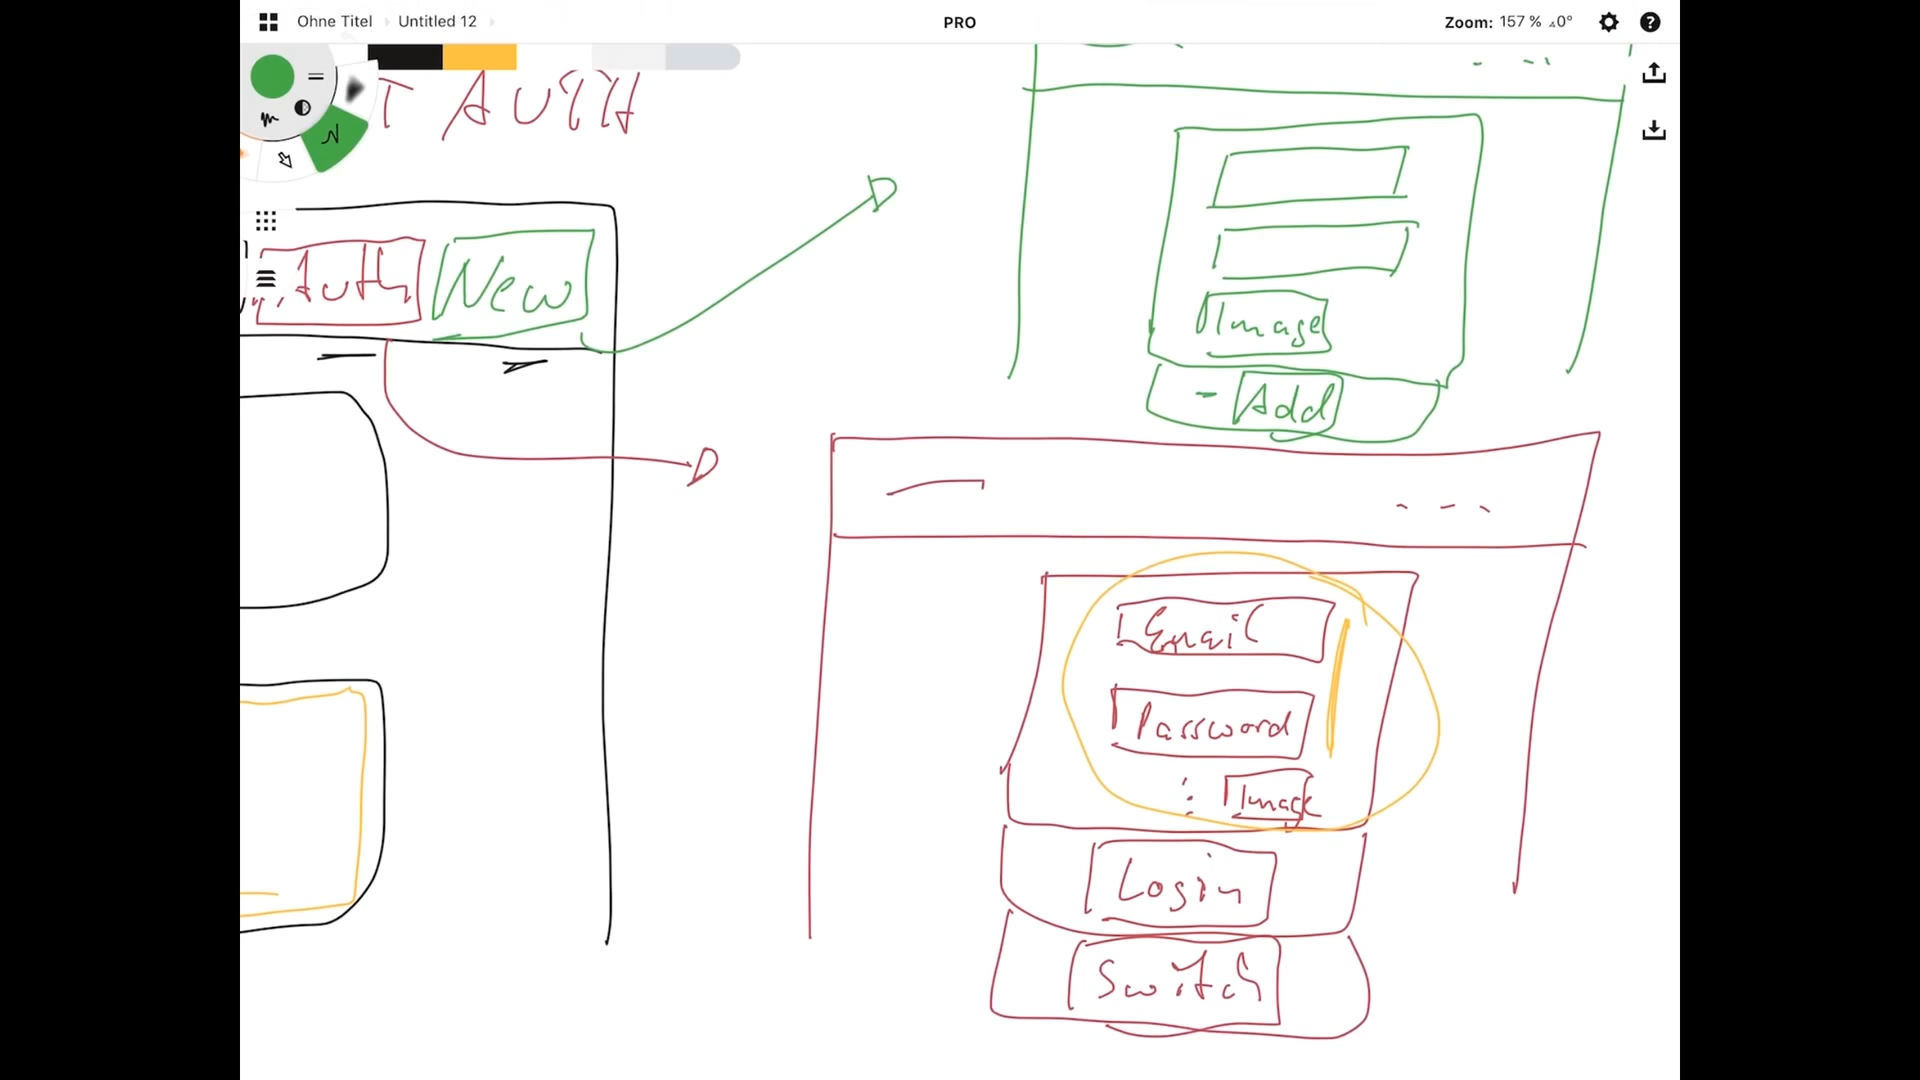 Ohne Titel Untitled 12
PRO
Zoom: 157 % ⊿0°
T AUTH
Auth
New
Image
Add
Email
Password
Image
Login
Switch